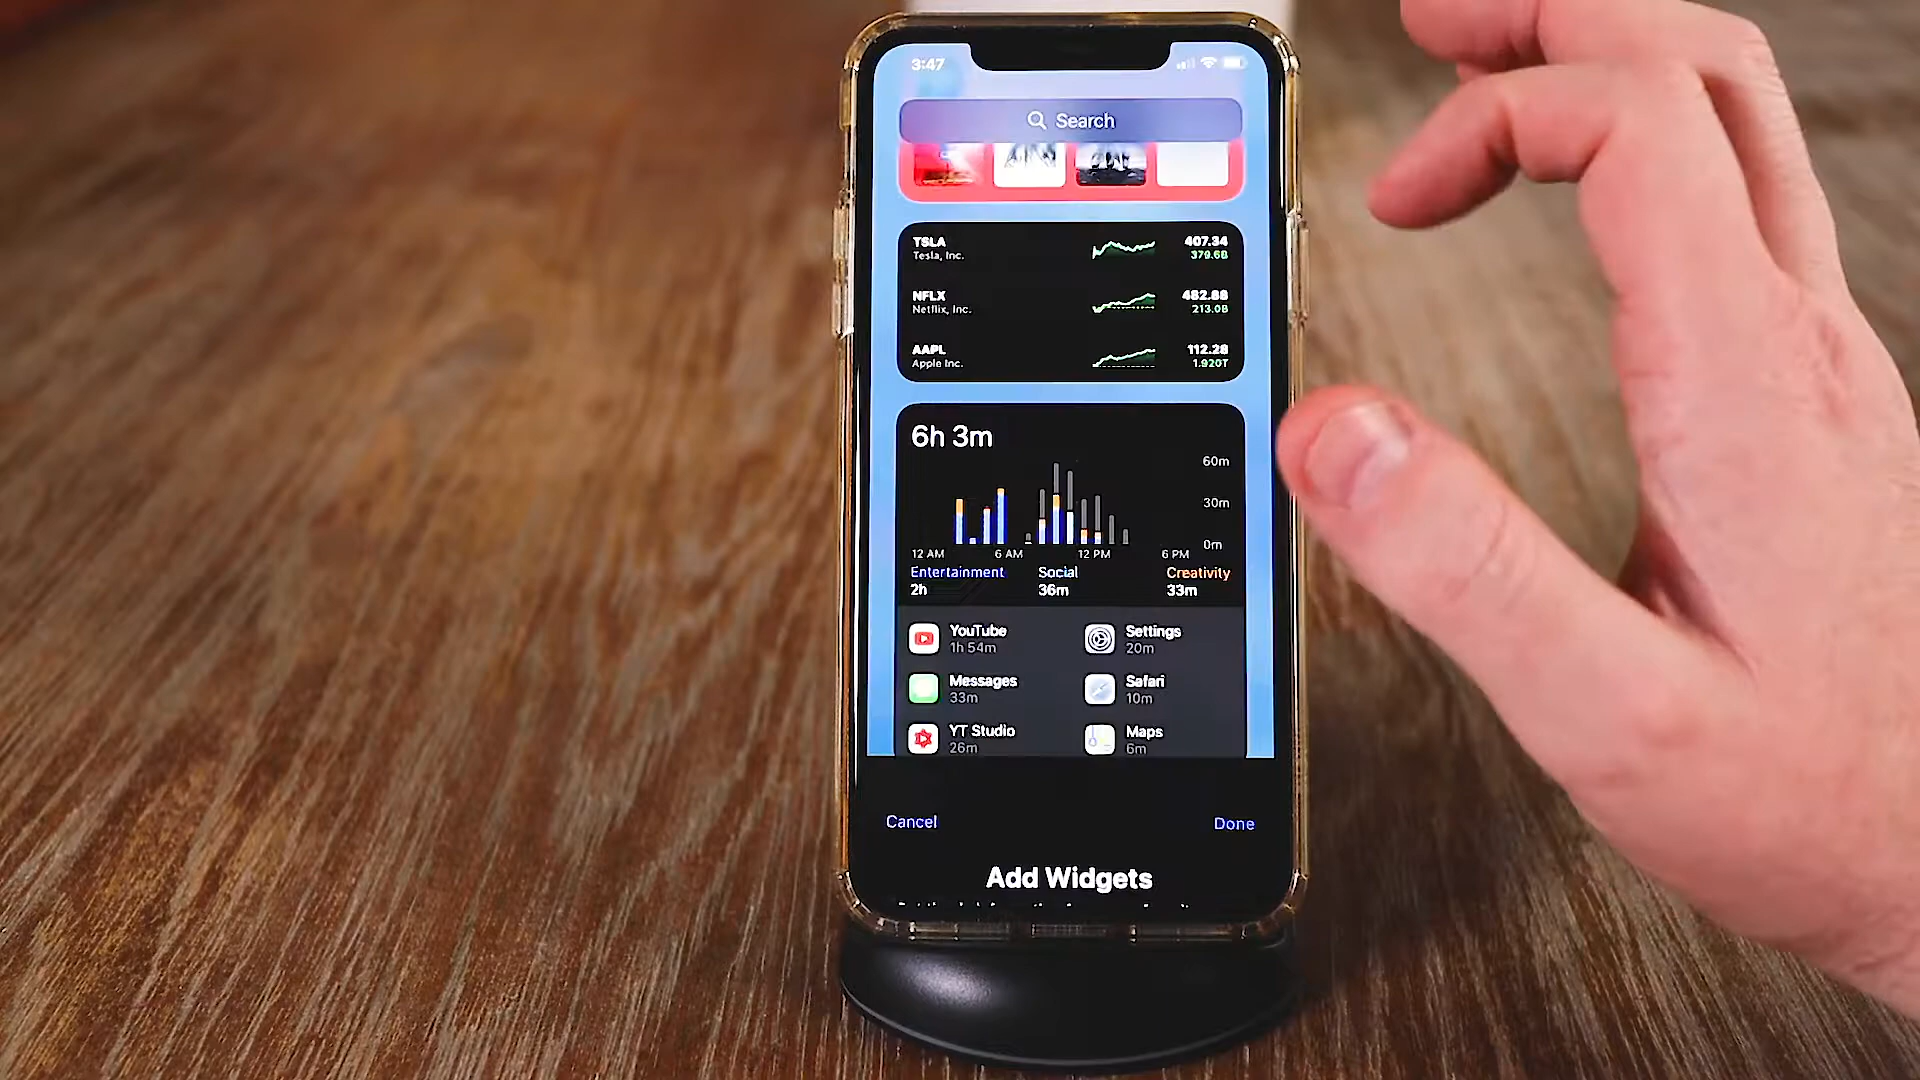 3:47
Search
TSLA 407.34
Tesla, Inc. 379.6B
NFLX 482.88
Netflix, Inc. 213.0B
AAPL 112.28
Apple Inc. 1.920T
6h 3m
60m
30m
0m
12 AM 6 AM 12 PM 6 PM
Entertainment Social Creativity
2h 36m 33m
YouTube Settings
1h 54m 20m
Messages Safari
33m 10m
YT Studio Maps
26m 6m
Cancel Done
Add Widgets